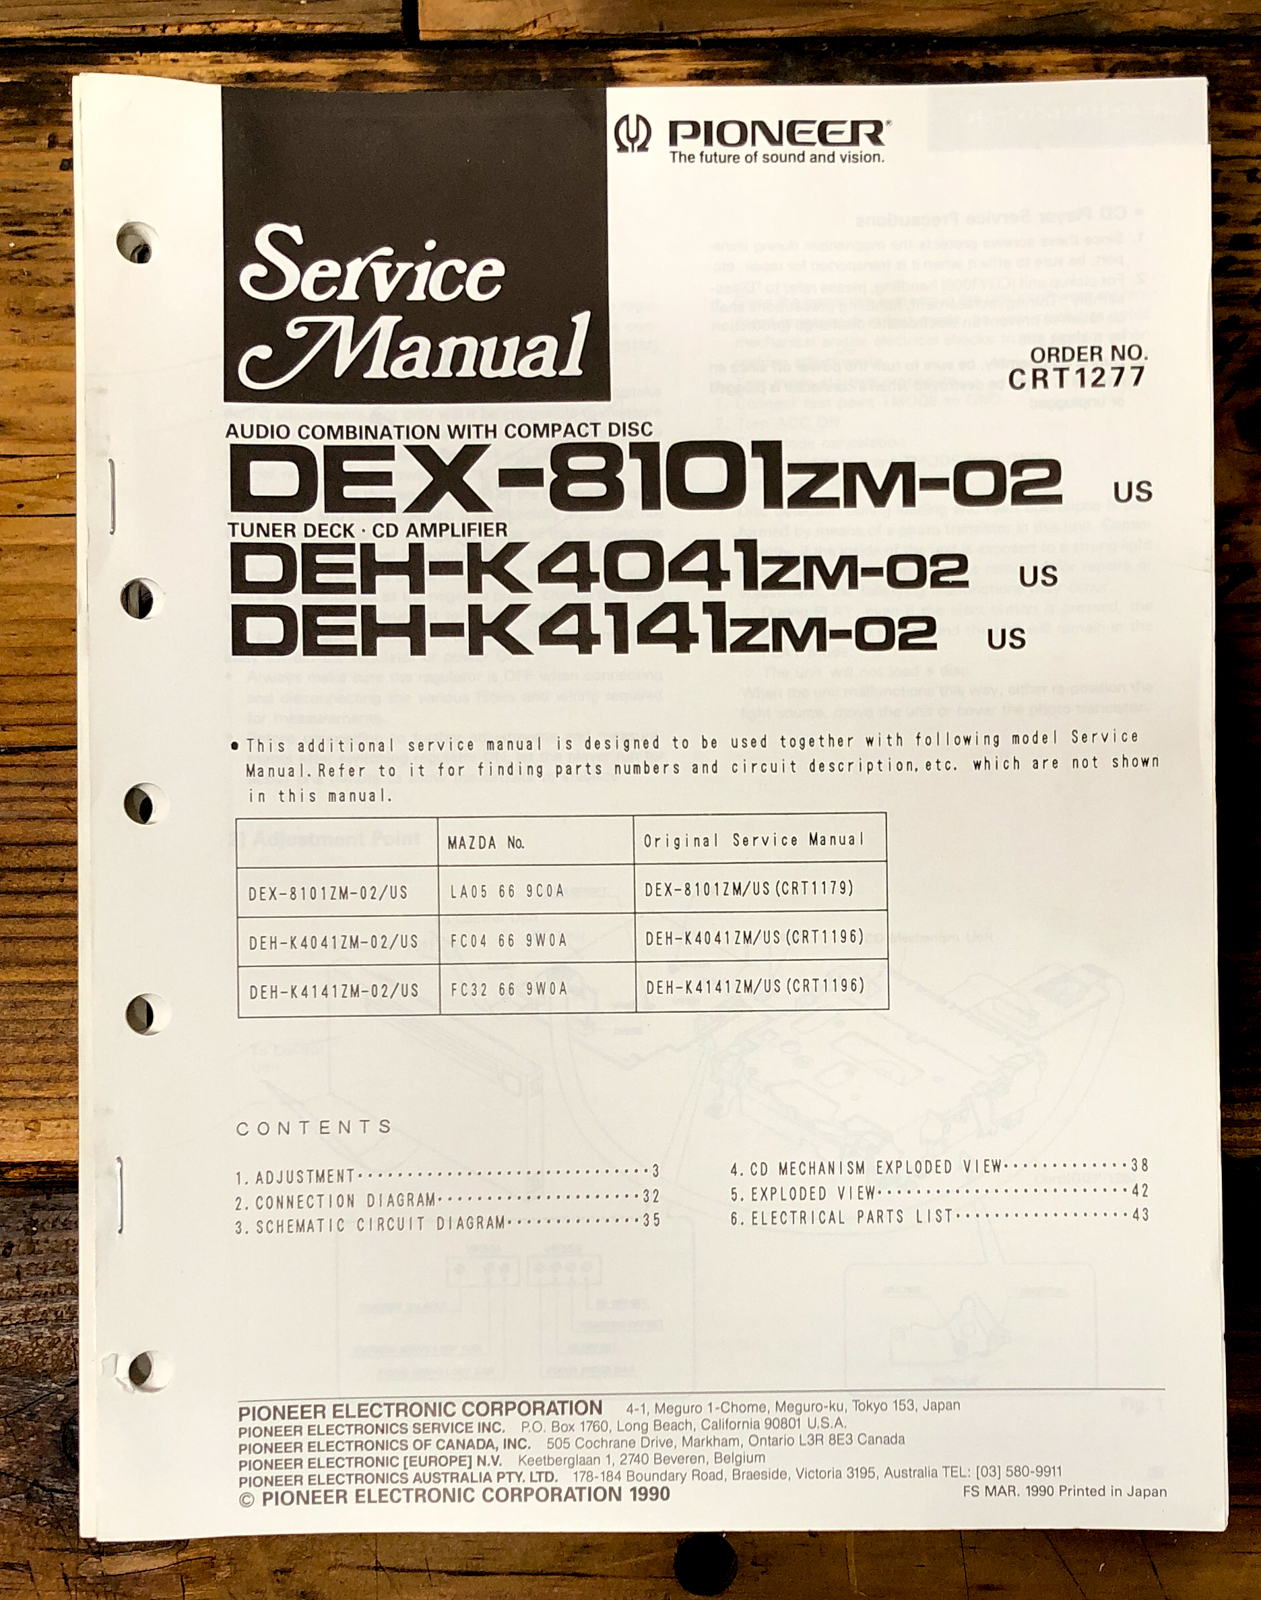 PIONEER®
The future of sound and vision.
Service
Manual
ORDER NO.
CRT1277
AUDIO COMBINATION WITH COMPACT DISC
DEX-8101ZM-02 US
TUNER DECK · CD AMPLIFIER
DEH-K4041ZM-02 US
DEH-K4141ZM-02 US
● This additional service manual is designed to be used together with following model Service
Manual. Refer to it for finding parts numbers and circuit description, etc. which are not shown
in this manual.
MAZDA No. Original Service Manual
DEX-8101ZM-02/US LA05 66 9C0A DEX-8101ZM/US (CRT1179)
DEH-K4041ZM-02/US FC04 66 9W0A DEH-K4041ZM/US (CRT1196)
DEH-K4141ZM-02/US FC32 66 9W0A DEH-K4141ZM/US (CRT1196)
CONTENTS
1. ADJUSTMENT·····························3
2. CONNECTION DIAGRAM····················32
3. SCHEMATIC CIRCUIT DIAGRAM··············35
4. CD MECHANISM EXPLODED VIEW·············38
5. EXPLODED VIEW·························42
6. ELECTRICAL PARTS LIST··················43
PIONEER ELECTRONIC CORPORATION 4-1, Meguro 1-Chome, Meguro-ku, Tokyo 153, Japan
PIONEER ELECTRONICS SERVICE INC. P.O. Box 1760, Long Beach, California 90801 U.S.A.
PIONEER ELECTRONICS OF CANADA, INC. 505 Cochrane Drive, Markham, Ontario L3R 8E3 Canada
PIONEER ELECTRONIC [EUROPE] N.V. Keetberglaan 1, 2740 Beveren, Belgium
PIONEER ELECTRONICS AUSTRALIA PTY. LTD. 178-184 Boundary Road, Braeside, Victoria 3195, Australia TEL: [03] 580-9911
© PIONEER ELECTRONIC CORPORATION 1990
FS MAR. 1990 Printed in Japan